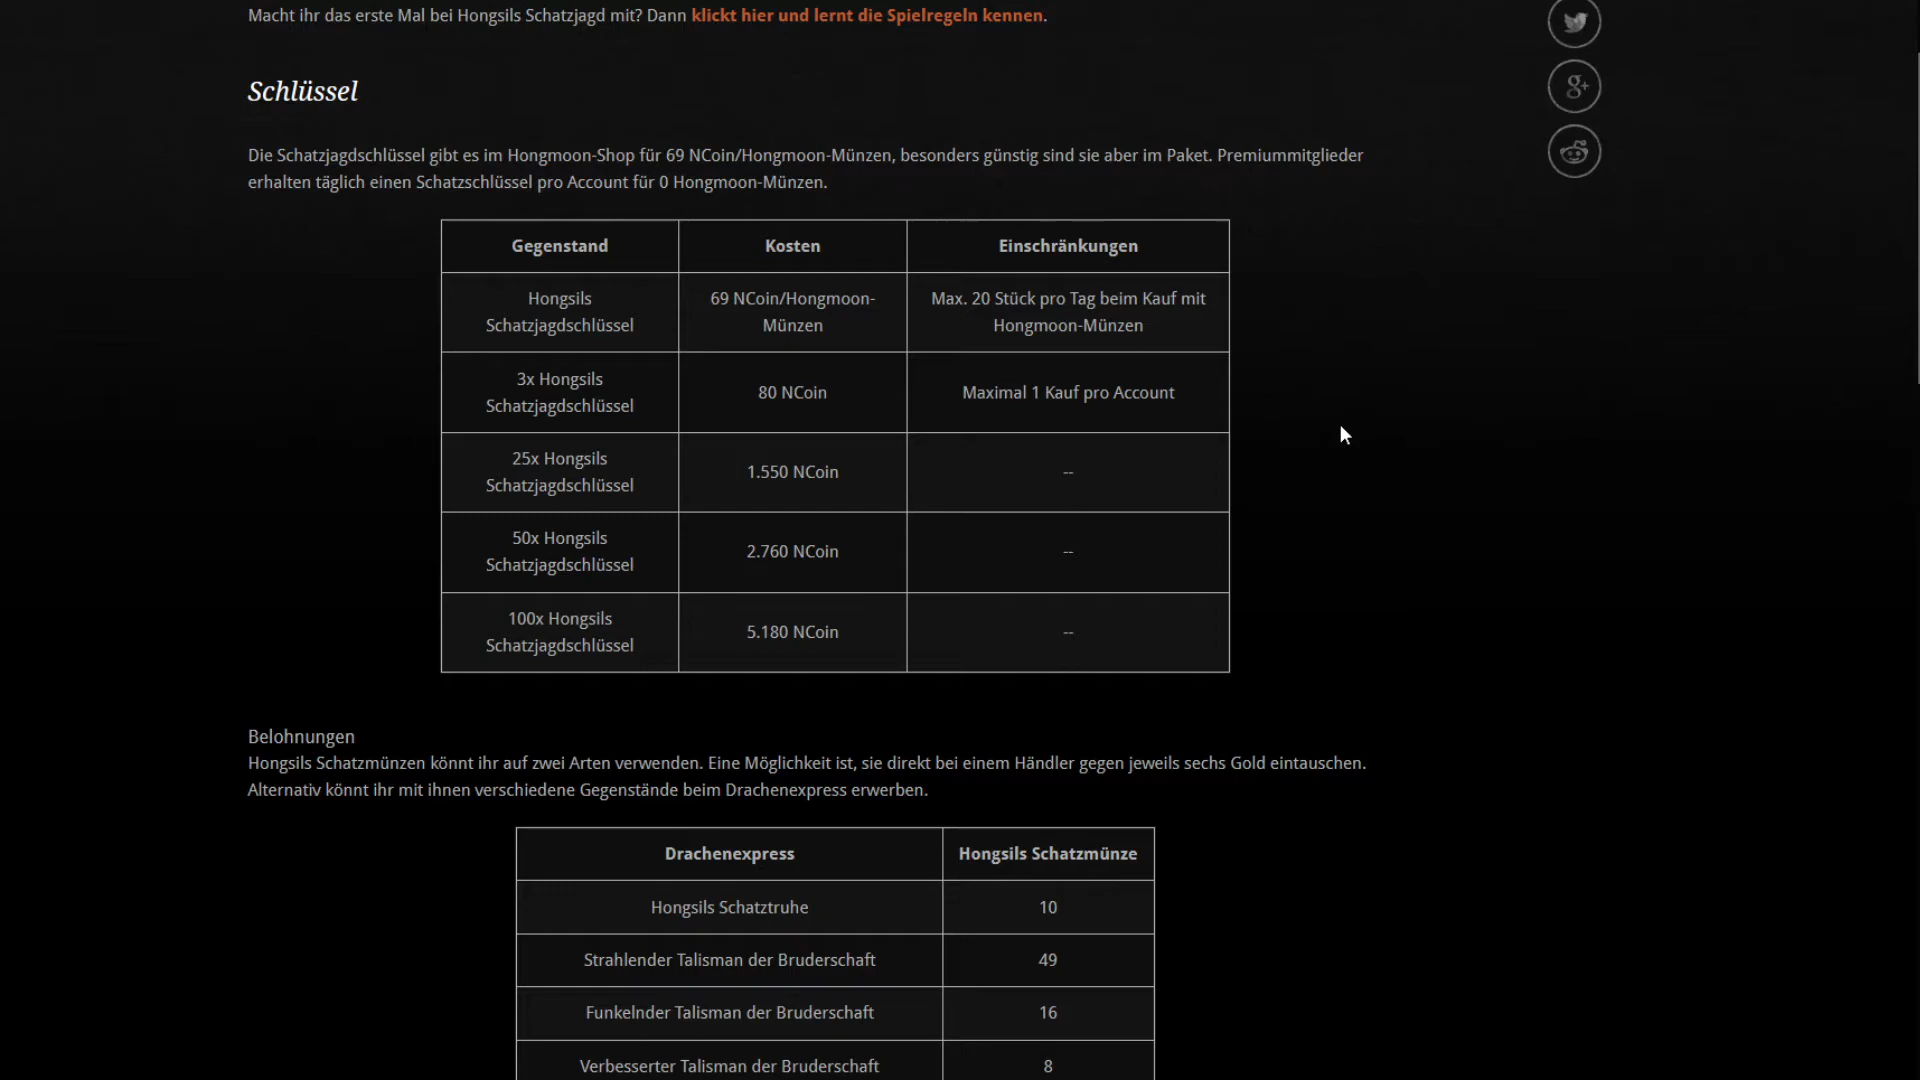 Macht ihr das erste Mal bei Hongsils Schatzjagd mit? Dann klickt hier und lernt die Spielregeln kennen.
Schlüssel
Die Schatzjagdschlüssel gibt es im Hongmoon-Shop für 69 NCoin/Hongmoon-Münzen, besonders günstig sind sie aber im Paket. Premiummitglieder
erhalten täglich einen Schatzschlüssel pro Account für 0 Hongmoon-Münzen.
Gegenstand Kosten Einschränkungen
Hongsils
Schatzjagdschlüssel
69 NCoin/Hongmoon-
Münzen
Max. 20 Stück pro Tag beim Kauf mit
Hongmoon-Münzen
3x Hongsils
Schatzjagdschlüssel
80 NCoin
Maximal 1 Kauf pro Account
25x Hongsils
Schatzjagdschlüssel
1.550 NCoin
--
50x Hongsils
Schatzjagdschlüssel
2.760 NCoin
--
100x Hongsils
Schatzjagdschlüssel
5.180 NCoin
--
Belohnungen
Hongsils Schatzmünzen könnt ihr auf zwei Arten verwenden. Eine Möglichkeit ist, sie direkt bei einem Händler gegen jeweils sechs Gold eintauschen.
Alternativ könnt ihr mit ihnen verschiedene Gegenstände beim Drachenexpress erwerben.
Drachenexpress Hongsils Schatzmünze
Hongsils Schatztruhe 10
Strahlender Talisman der Bruderschaft 49
Funkelnder Talisman der Bruderschaft 16
Verbesserter Talisman der Bruderschaft 8
g+